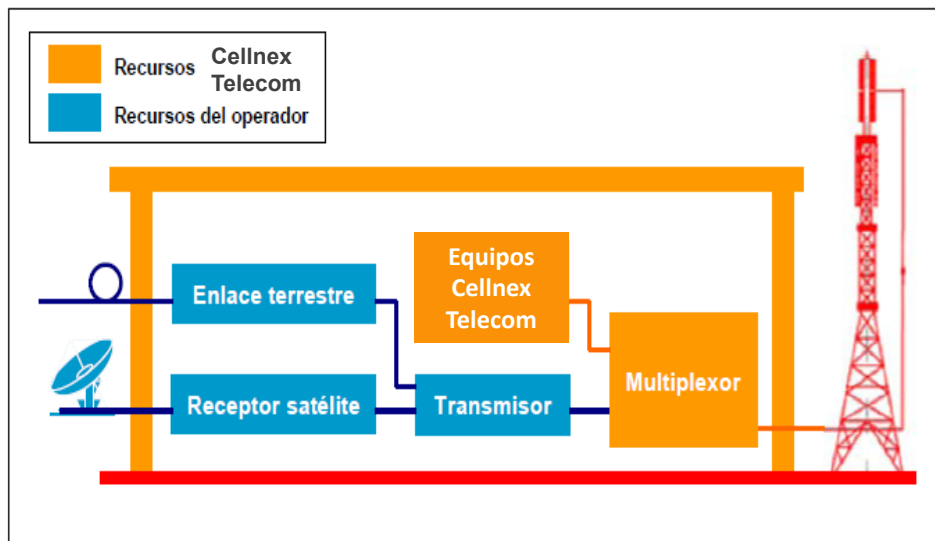 Recursos Cellnex
Telecom
Recursos del operador
Equipos
Cellnex
Telecom
Enlace terrestre
Multiplexor
Receptor satélite
Transmisor